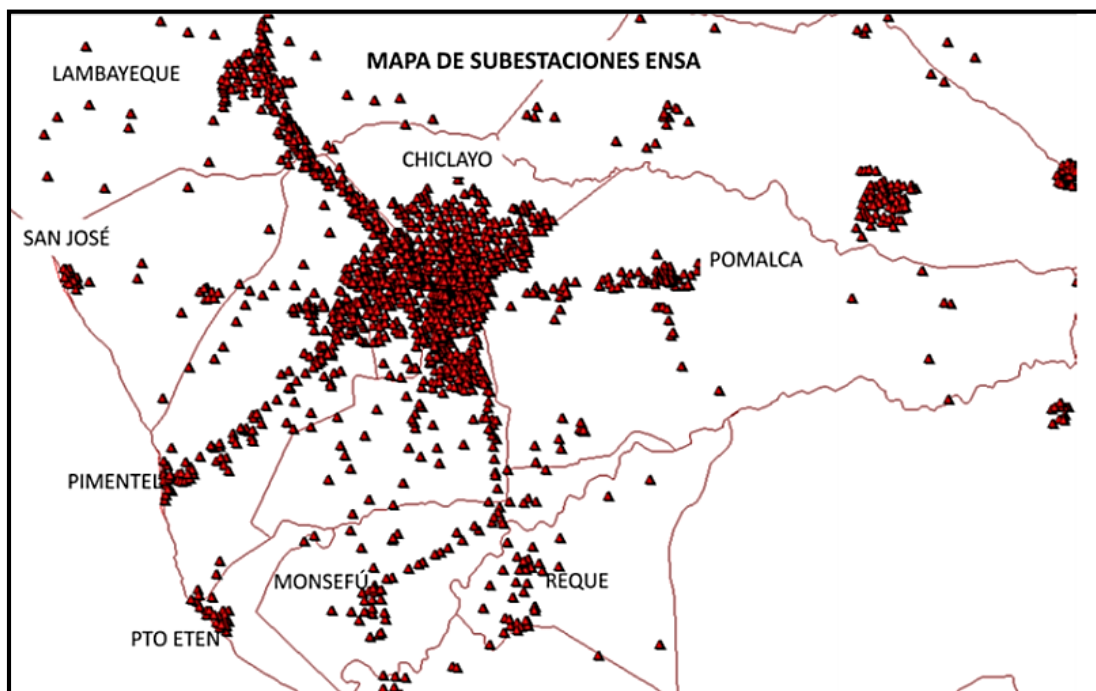 MAPA DE SUBESTACIONES ENSA
LAMBAYEQUE
CHICLAYO
SAN JOSÉ
POMALCA
PIMENTEL
MONSEFÚ
REQUE
PTO ETEN